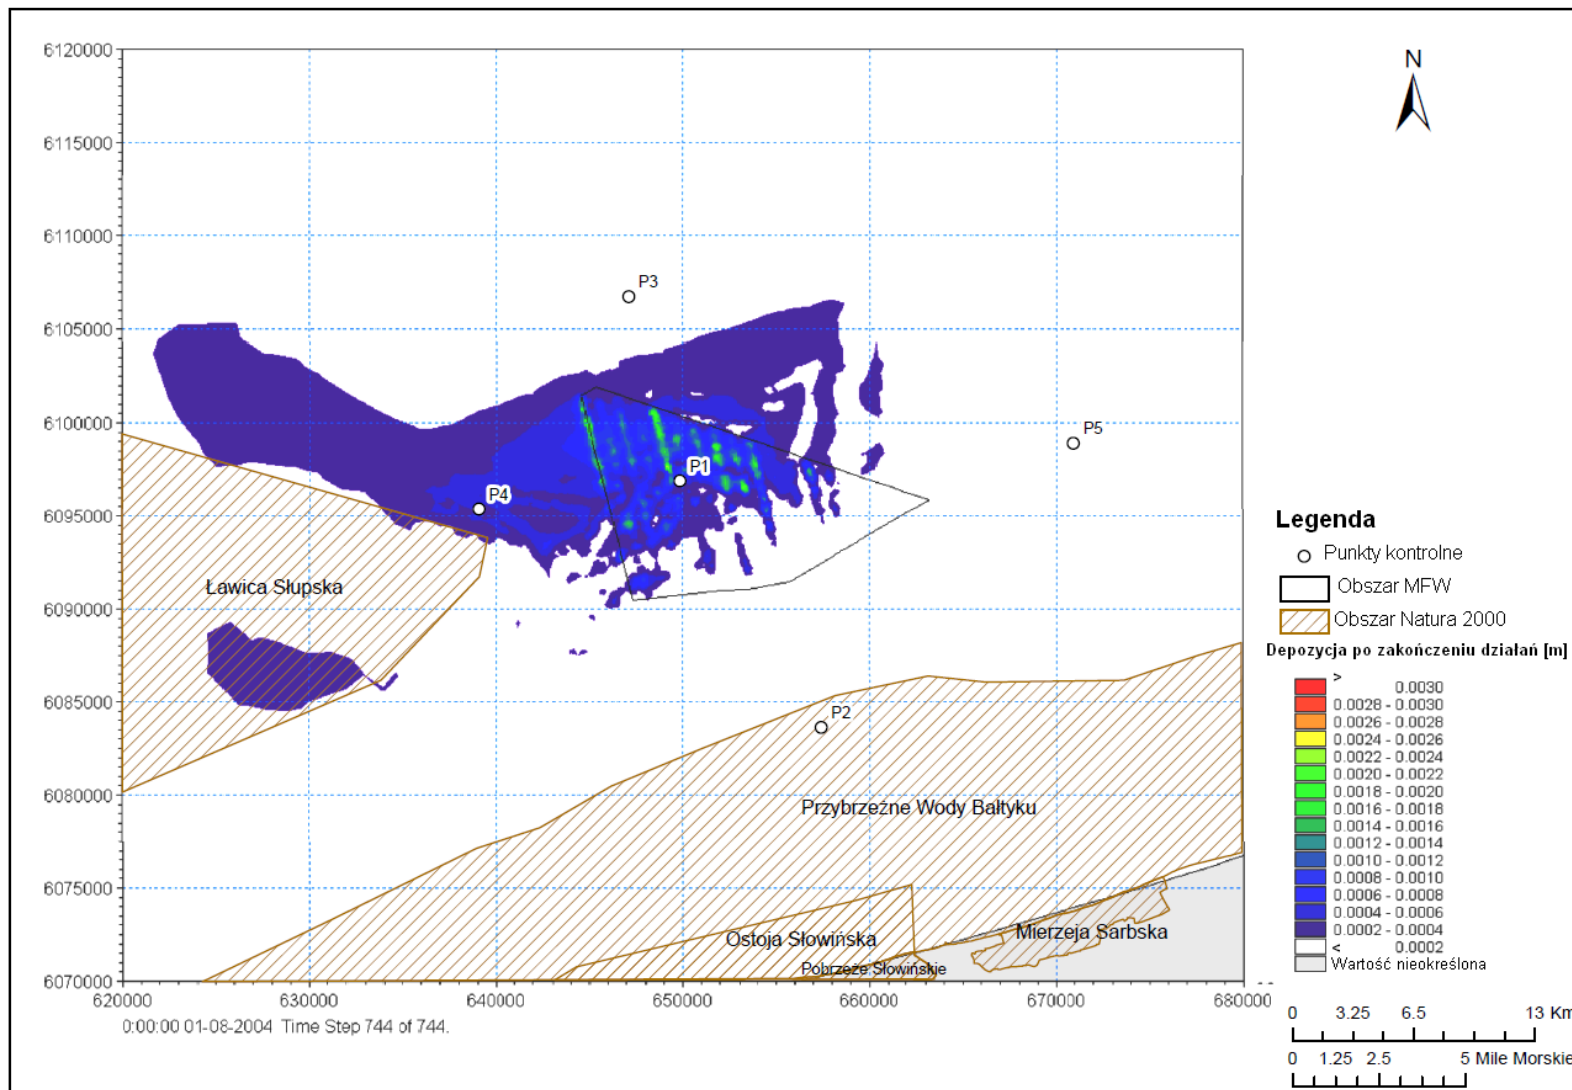 6120000
6115000
6110000
6105000
6100000
6095000
6090000
6085000
6080000
6075000
6070000
620000 630000 640000 650000 660000 670000 680000
0:00:00 01-08-2004 Time Step 744 of 744.
P3
P5
P1
P4
Ławica Słupska
P2
Przybrzeżne Wody Bałtyku
Ostoja Słowińska
Mierzeja Sarbska
Pobrzeże Słowińskie
N
Legenda
Punkty kontrolne
Obszar MFW
Obszar Natura 2000
Depozycja po zakończeniu działań [m]
> 0.0030
0.0028 - 0.0030
0.0026 - 0.0028
0.0024 - 0.0026
0.0022 - 0.0024
0.0020 - 0.0022
0.0018 - 0.0020
0.0016 - 0.0018
0.0014 - 0.0016
0.0012 - 0.0014
0.0010 - 0.0012
0.0008 - 0.0010
0.0006 - 0.0008
0.0004 - 0.0006
0.0002 - 0.0004
< 0.0002
Wartość nieokreślona
0 3.25 6.5 13 Km
0 1.25 2.5 5 Mile Morskie